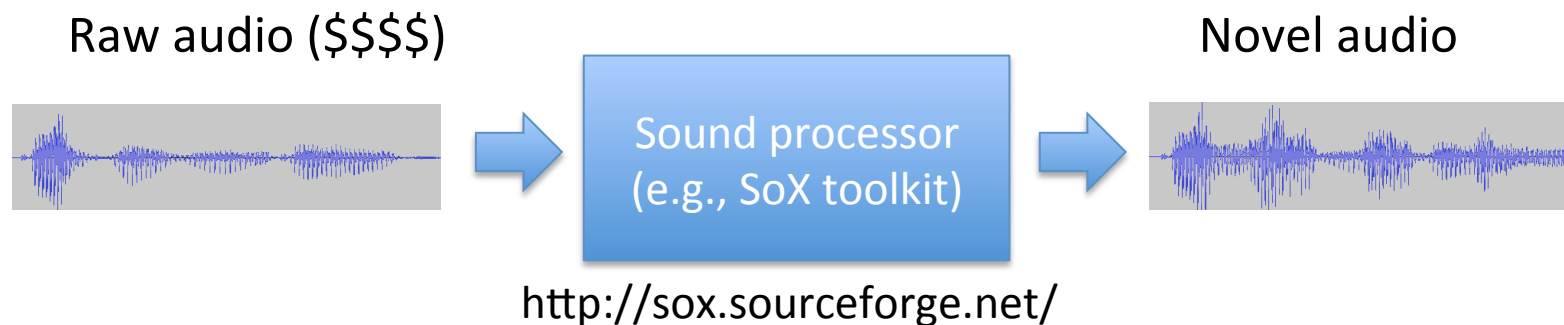 Raw audio ($$$$)
Novel audio
Sound processor
(e.g., SoX toolkit)
http://sox.sourceforge.net/